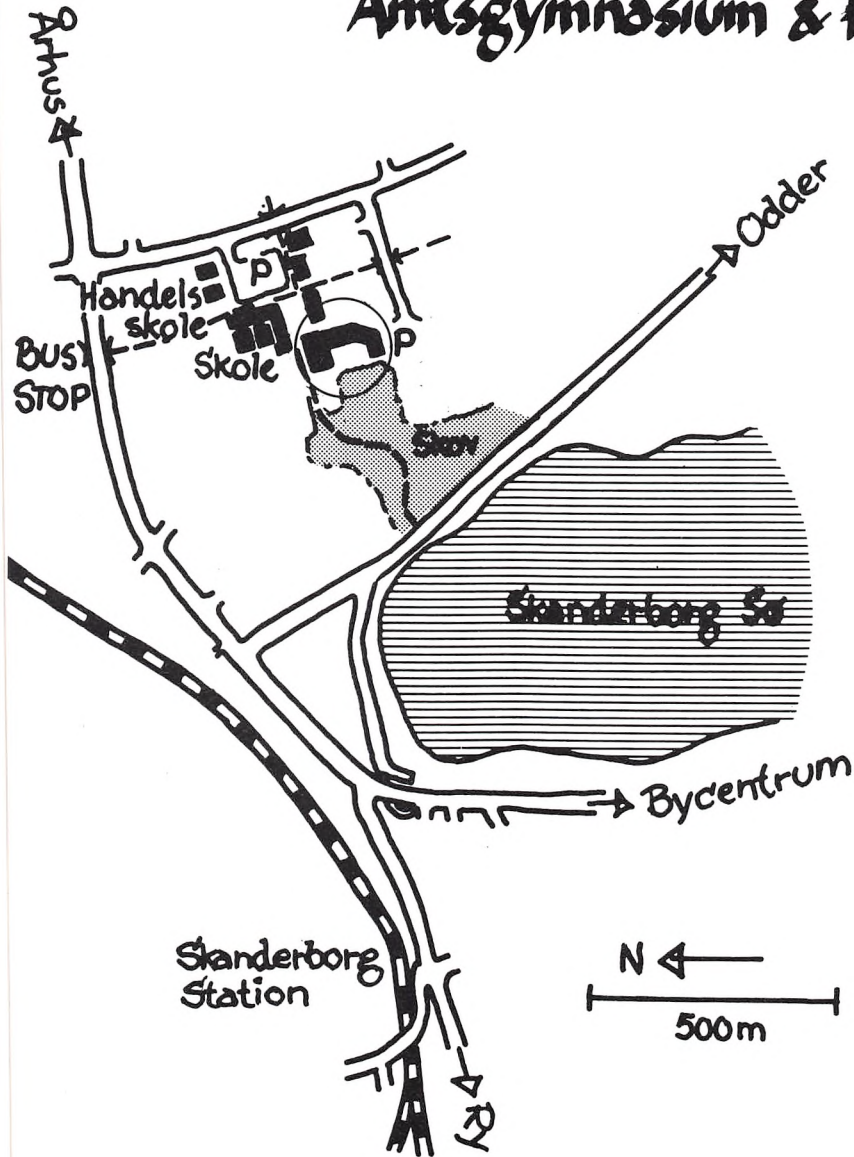 Amtsgymnasium &
Århus
Odder
P
Handels
skole
BUS
STOP
Skole
P
Skov
Skanderborg Sø
Bycentrum
Skanderborg
Station
N
500m
Ry